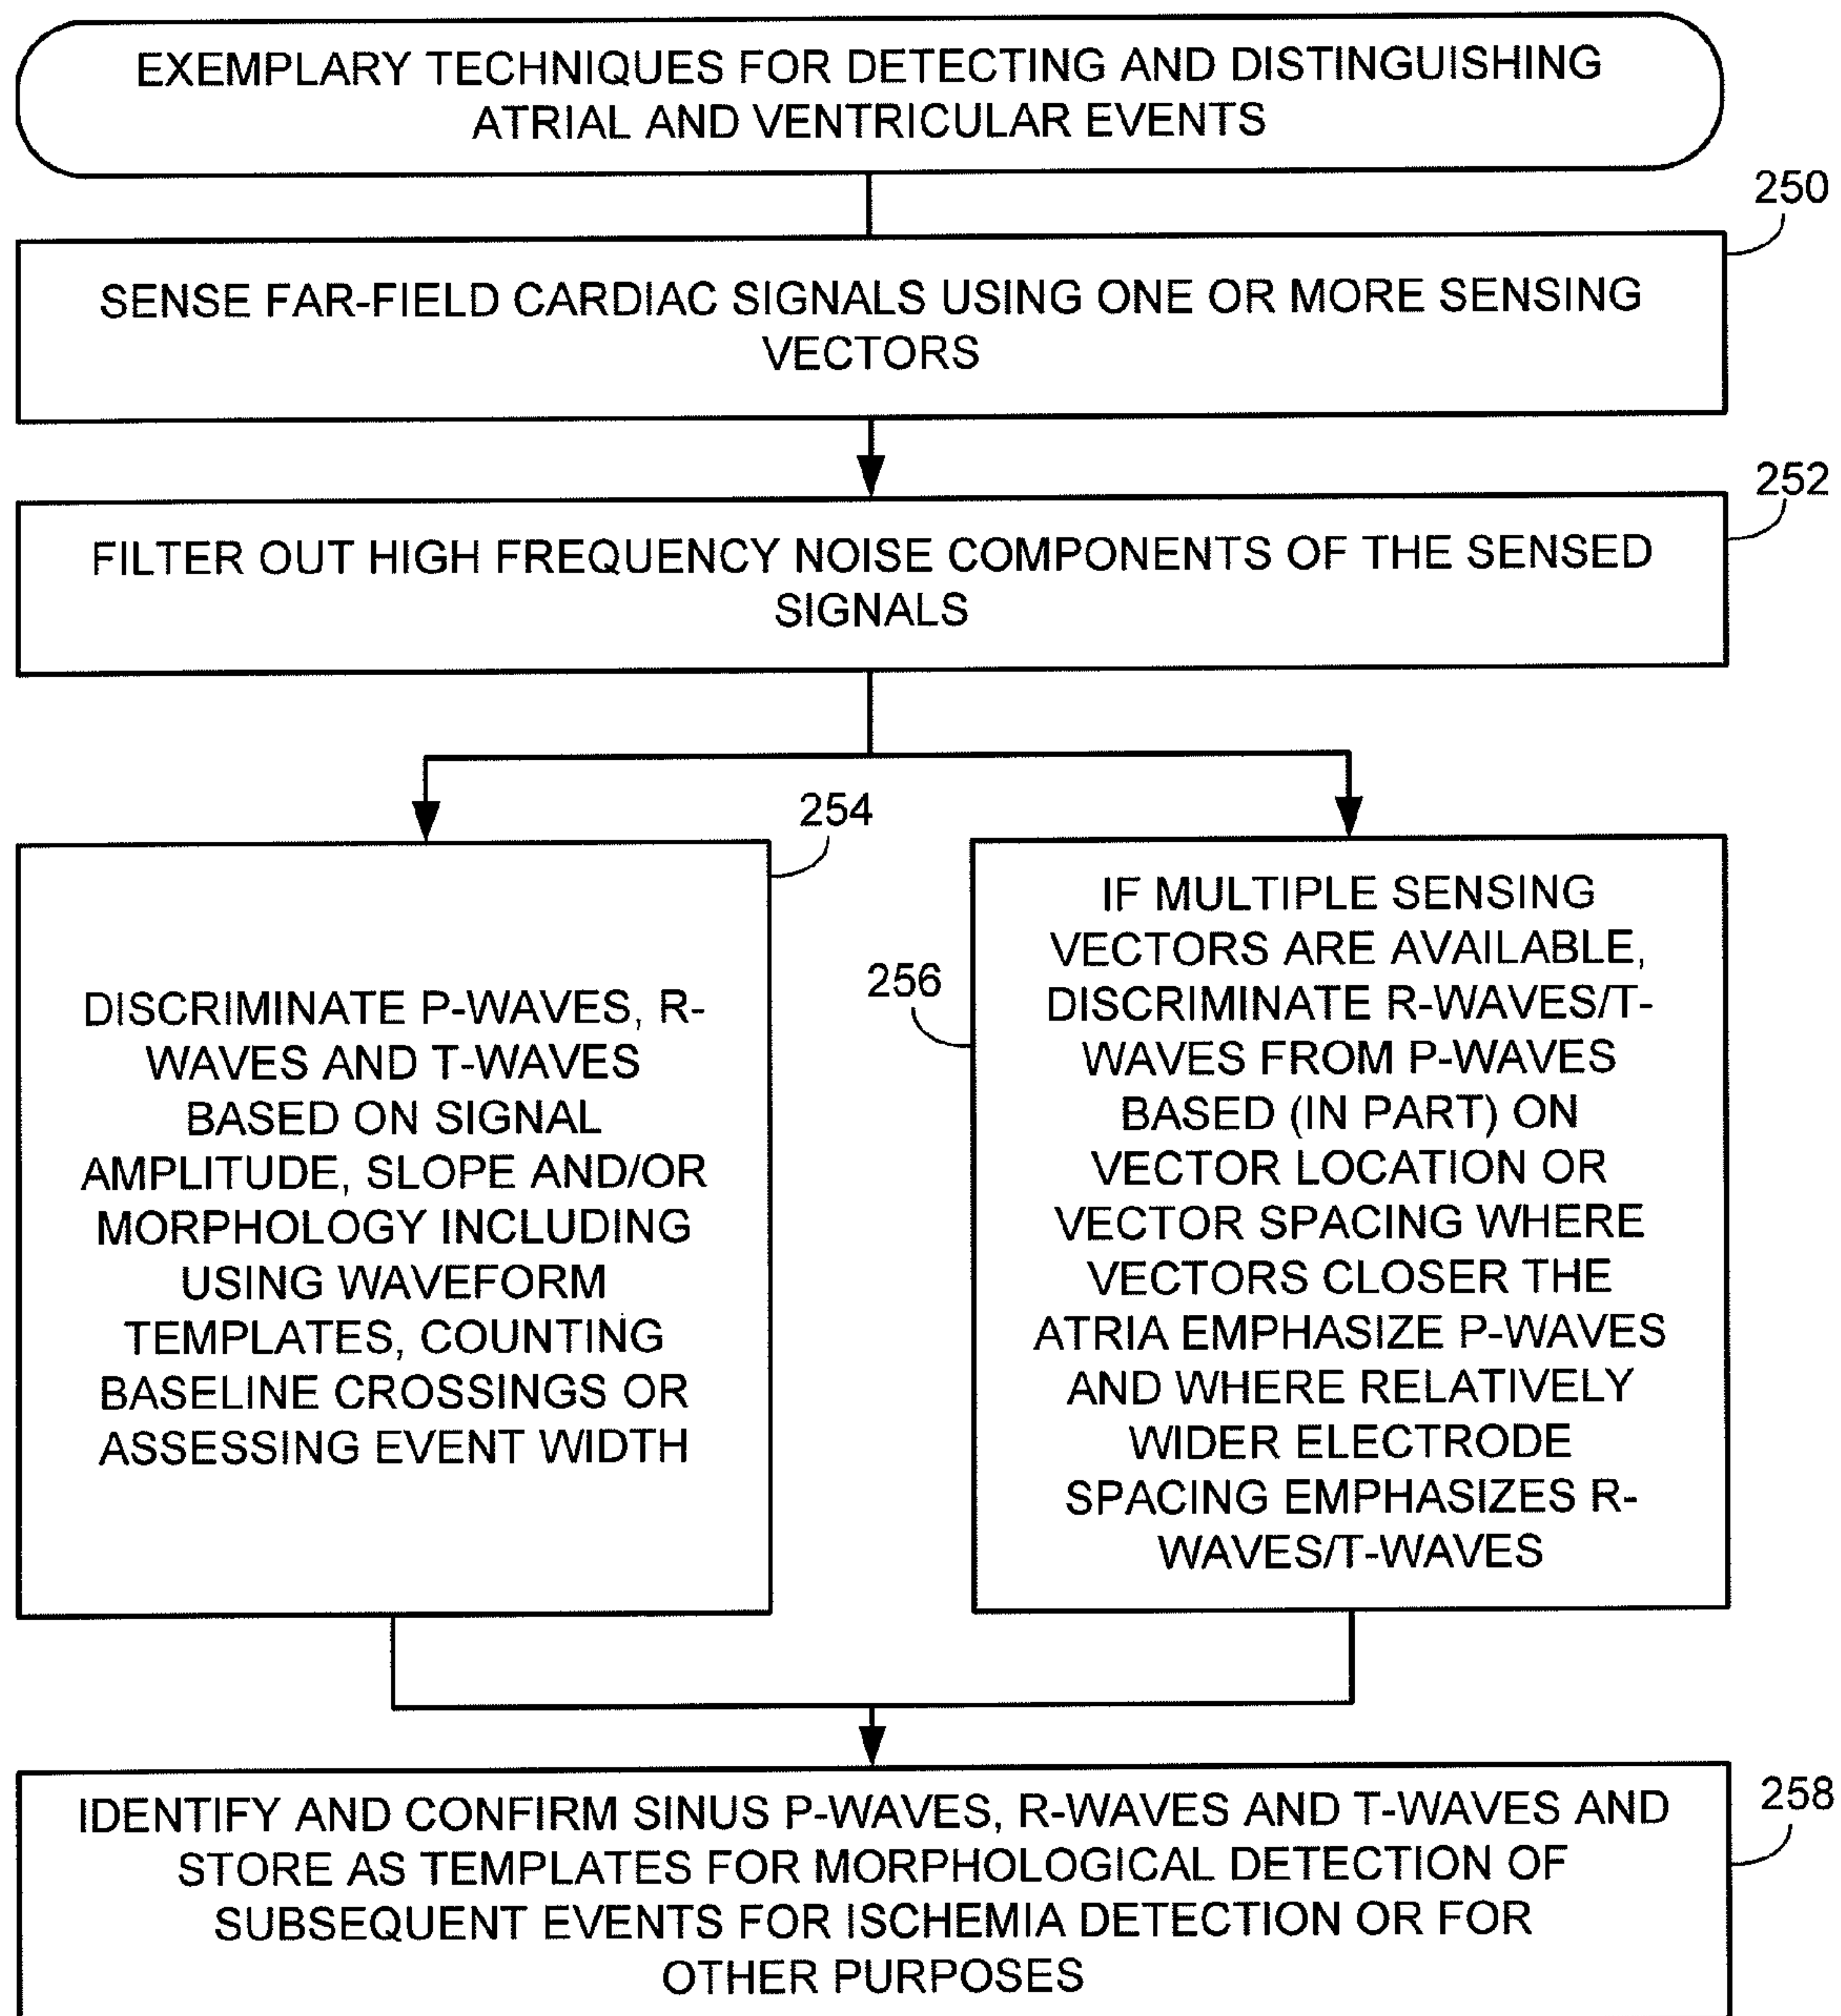 EXEMPLARY TECHNIQUES FOR DETECTING AND DISTINGUISHING
ATRIAL AND VENTRICULAR EVENTS
250
SENSE FAR-FIELD CARDIAC SIGNALS USING ONE OR MORE SENSING
VECTORS
252
FILTER OUT HIGH FREQUENCY NOISE COMPONENTS OF THE SENSED
SIGNALS
254
DISCRIMINATE P-WAVES, R-
WAVES AND T-WAVES
BASED ON SIGNAL
AMPLITUDE, SLOPE AND/OR
MORPHOLOGY INCLUDING
USING WAVEFORM
TEMPLATES, COUNTING
BASELINE CROSSINGS OR
ASSESSING EVENT WIDTH
256
IF MULTIPLE SENSING
VECTORS ARE AVAILABLE,
DISCRIMINATE R-WAVES/T-
WAVES FROM P-WAVES
BASED (IN PART) ON
VECTOR LOCATION OR
VECTOR SPACING WHERE
VECTORS CLOSER THE
ATRIA EMPHASIZE P-WAVES
AND WHERE RELATIVELY
WIDER ELECTRODE
SPACING EMPHASIZES R-
WAVES/T-WAVES
258
IDENTIFY AND CONFIRM SINUS P-WAVES, R-WAVES AND T-WAVES AND
STORE AS TEMPLATES FOR MORPHOLOGICAL DETECTION OF
SUBSEQUENT EVENTS FOR ISCHEMIA DETECTION OR FOR
OTHER PURPOSES